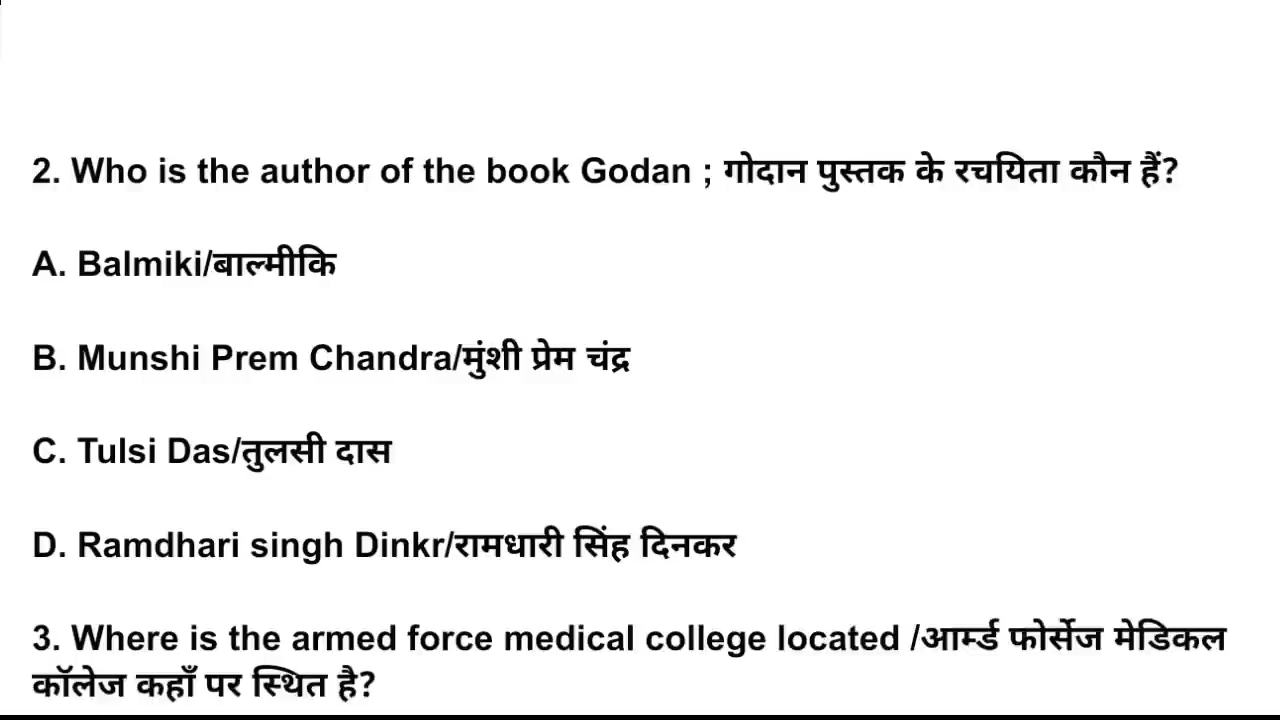 2. Who is the author of the book Godan ; गोदान पुस्तक के रचयिता कौन हैं?
A. Balmiki/बाल्मीकि
B. Munshi Prem Chandra/मुंशी प्रेम चंद्र
C. Tulsi Das/तुलसी दास
D. Ramdhari singh Dinkr/रामधारी सिंह दिनकर
3. Where is the armed force medical college located /आर्म्ड फोर्सेज मेडिकल
कॉलेज कहाँ पर स्थित है?